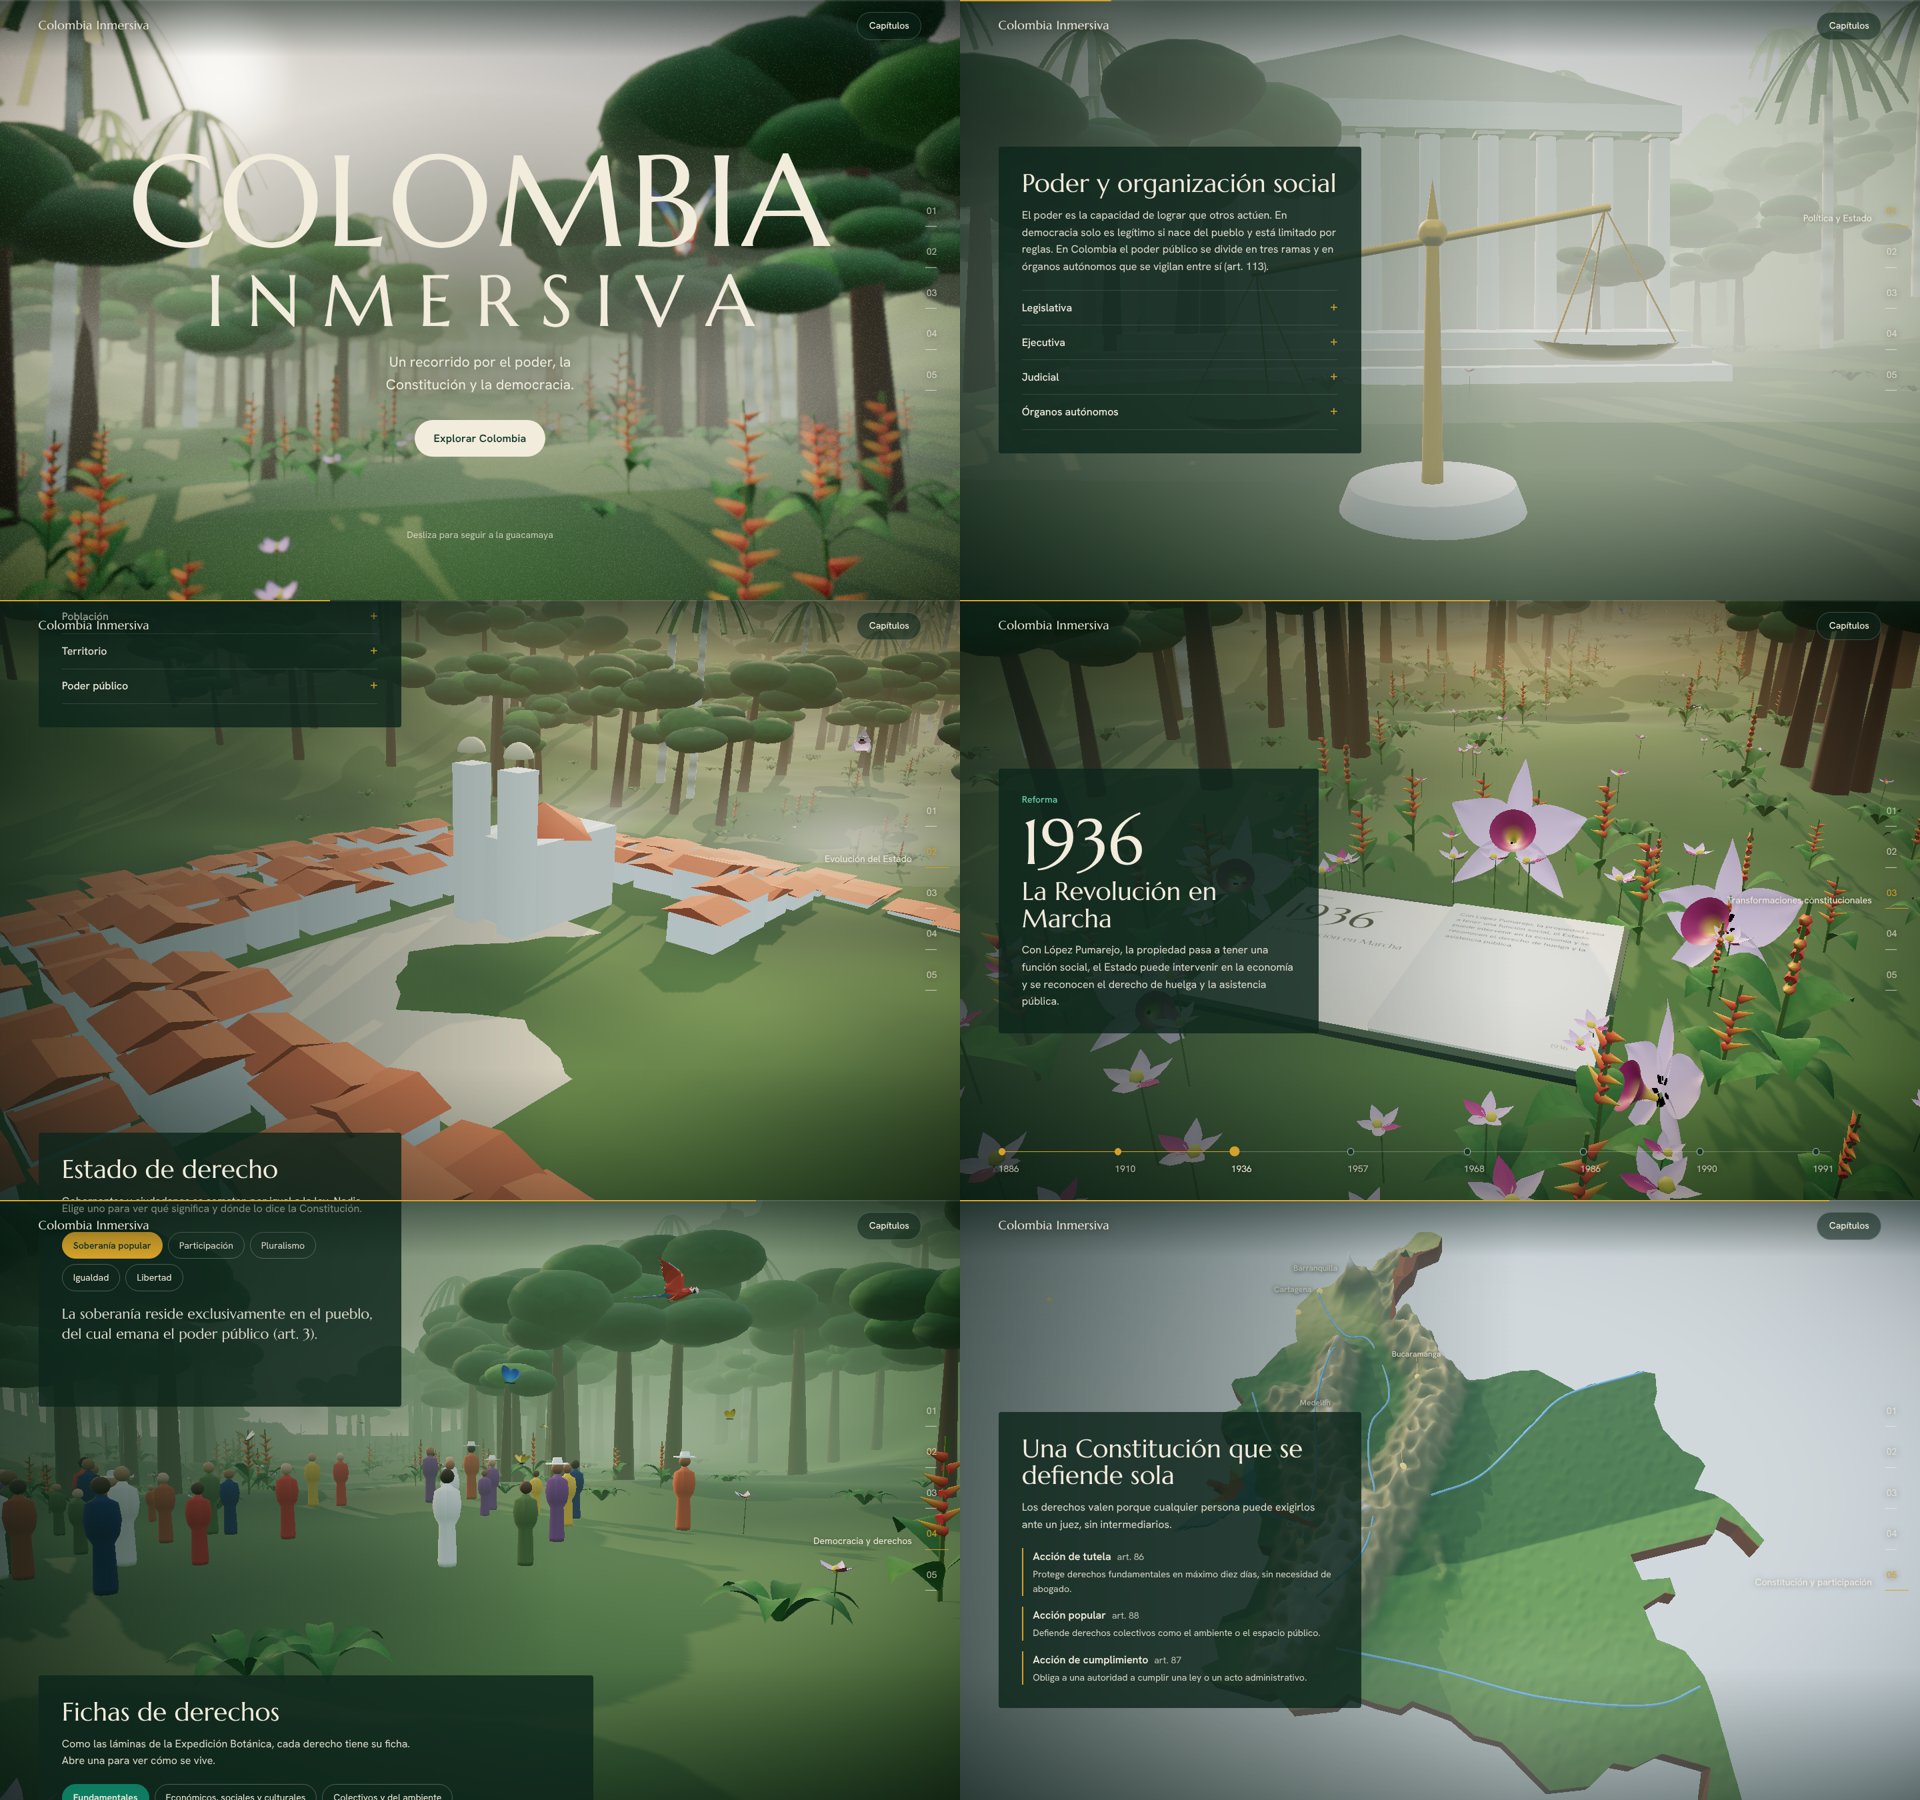 Colombia Inmersiva
Capítulos
COLOMBIA
INMERSIVA
Un recorrido por el poder, la
Constitución y la democracia.
Explorar Colombia
Desliza para seguir a la guacamaya
01
02
03
04
05
Colombia Inmersiva
Capítulos
Poder y organización social
El poder es la capacidad de lograr que otros actúen. En
democracia solo es legítimo si nace del pueblo y está limitado por
reglas. En Colombia el poder público se divide en tres ramas y en
órganos autónomos que se vigilan entre sí (art. 113).
Legislativa +
Ejecutiva +
Judicial +
Órganos autónomos +
Política y Estado
02
03
04
05
Población +
Colombia Inmersiva
Capítulos
Territorio +
Poder público +
01
Evolución del Estado 02
03
04
05
Estado de derecho
Colombia Inmersiva
Capítulos
Reforma
1936
La Revolución en
Marcha
Con López Pumarejo, la propiedad pasa a tener una
función social, el Estado puede intervenir en la economía
y se reconocen el derecho de huelga y la asistencia
pública.
01
02
03
Transformaciones constitucionales
04
05
1886
1910
1936
1957
1968
1986
1990
1991
Elige uno para ver qué significa y dónde lo dice la Constitución.
Colombia Inmersiva
Capítulos
Soberanía popular
Participación
Pluralismo
Igualdad
Libertad
La soberanía reside exclusivamente en el pueblo,
del cual emana el poder público (art. 3).
01
02
03
04
Democracia y derechos
05
Fichas de derechos
Como las láminas de la Expedición Botánica, cada derecho tiene su ficha.
Abre una para ver cómo se vive.
Fundamentales
Económicos, sociales y culturales
Colectivos y del ambiente
Colombia Inmersiva
Capítulos
Barranquilla
Cartagena
Bucaramanga
Medellín
Una Constitución que se
defiende sola
Los derechos valen porque cualquier persona puede exigirlos
ante un juez, sin intermediarios.
Acción de tutela art. 86
Protege derechos fundamentales en máximo diez días, sin necesidad de
abogado.
Acción popular art. 88
Defiende derechos colectivos como el ambiente o el espacio público.
Acción de cumplimiento art. 87
Obliga a una autoridad a cumplir una ley o un acto administrativo.
01
02
03
04
05
Constitución y participación